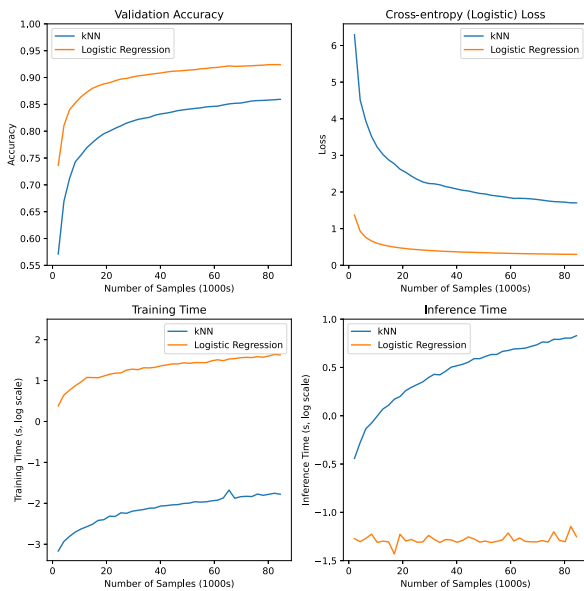 Validation Accuracy
kNN
Logistic Regression
1.00
0.95
0.90
0.85
0.80
0.75
0.70
0.65
0.60
0.55
Accuracy
0
20
40
60
80
Number of Samples (1000s)
Cross-entropy (Logistic) Loss
kNN
Logistic Regression
6
5
4
3
2
1
0
Loss
0
20
40
60
80
Number of Samples (1000s)
Training Time
kNN
Logistic Regression
2
1
0
−1
−2
−3
Training Time (s, log scale)
0
20
40
60
80
Number of Samples (1000s)
Inference Time
kNN
Logistic Regression
1.0
0.5
0.0
−0.5
−1.0
−1.5
Inference Time (s, log scale)
0
20
40
60
80
Number of Samples (1000s)